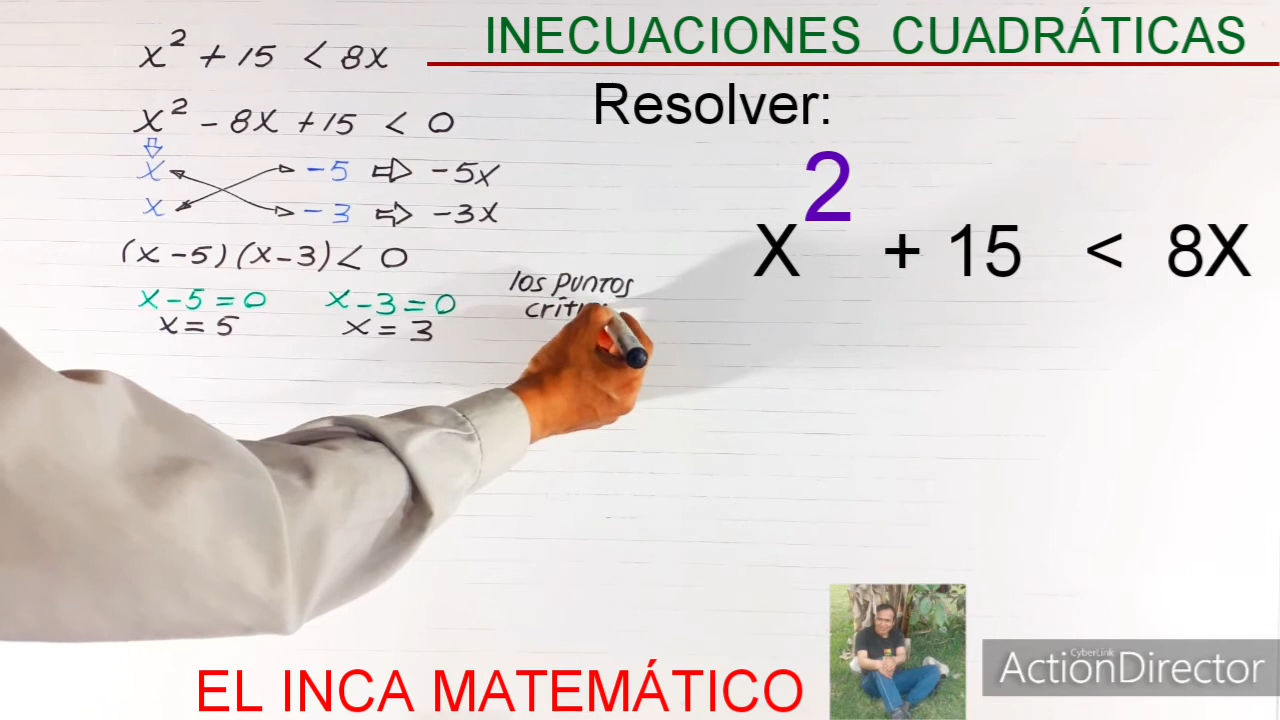 x² + 15 < 8x
x² - 8x + 15 < 0
x -5 ⇨ -5x
x -3 ⇨ -3x
(x-5)(x-3) < 0
x-5=0 x-3=0
x=5 x=3
los puntos
INECUACIONES CUADRÁTICAS
Resolver:
X² + 15 < 8X
EL INCA MATEMÁTICO
CyberLink
ActionDirector